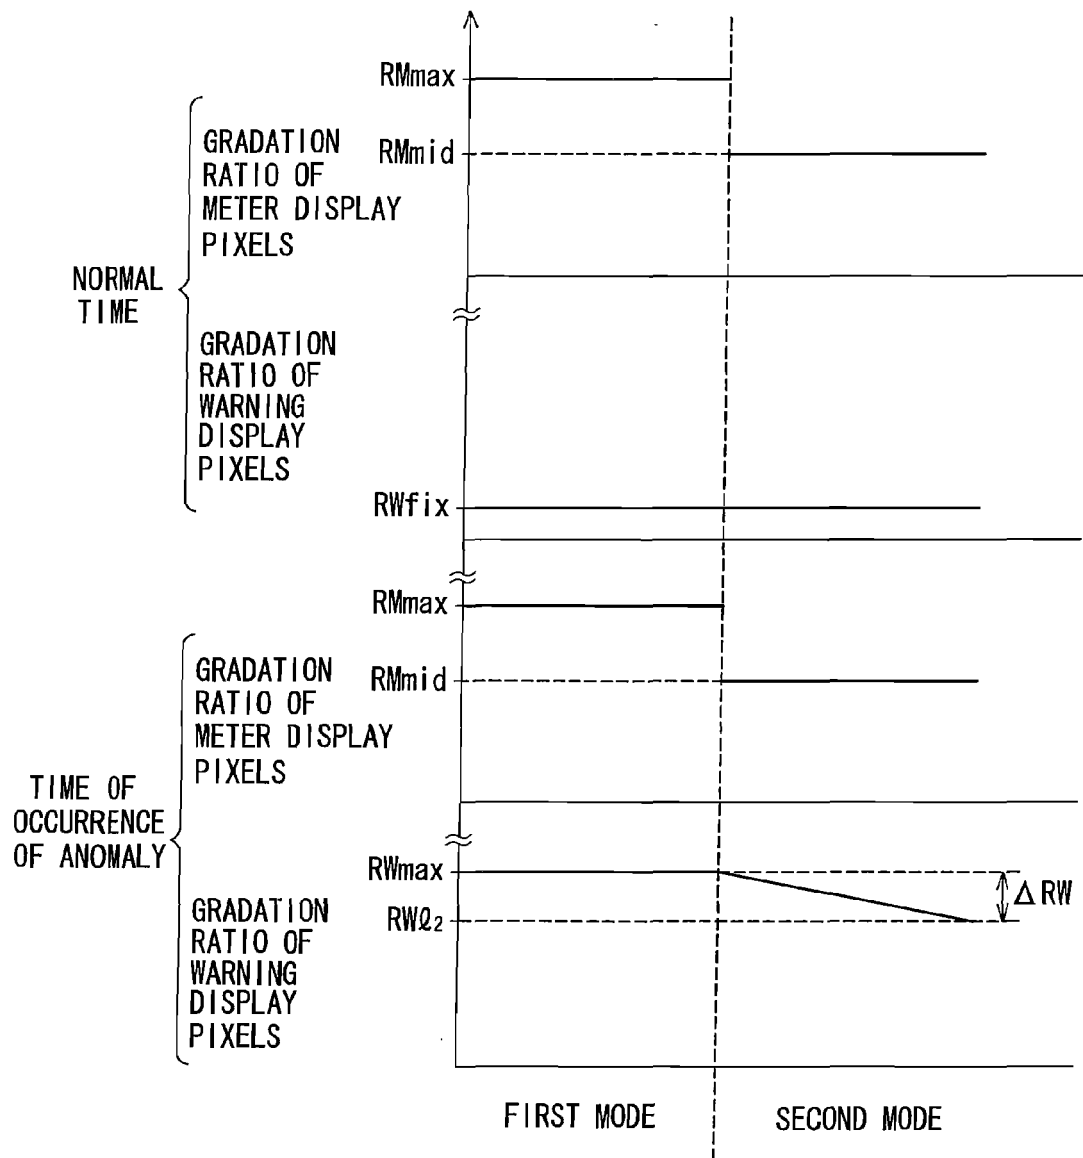 RMmax
GRADATION
RATIO OF
METER DISPLAY
PIXELS
RMmid
NORMAL
TIME
GRADATION
RATIO OF
WARNING
DISPLAY
PIXELS
RWfix
RMmax
GRADATION
RATIO OF
METER DISPLAY
PIXELS
RMmid
TIME OF
OCCURRENCE
OF ANOMALY
RWmax
ΔRW
RWℓ₂
GRADATION
RATIO OF
WARNING
DISPLAY
PIXELS
FIRST MODE
SECOND MODE